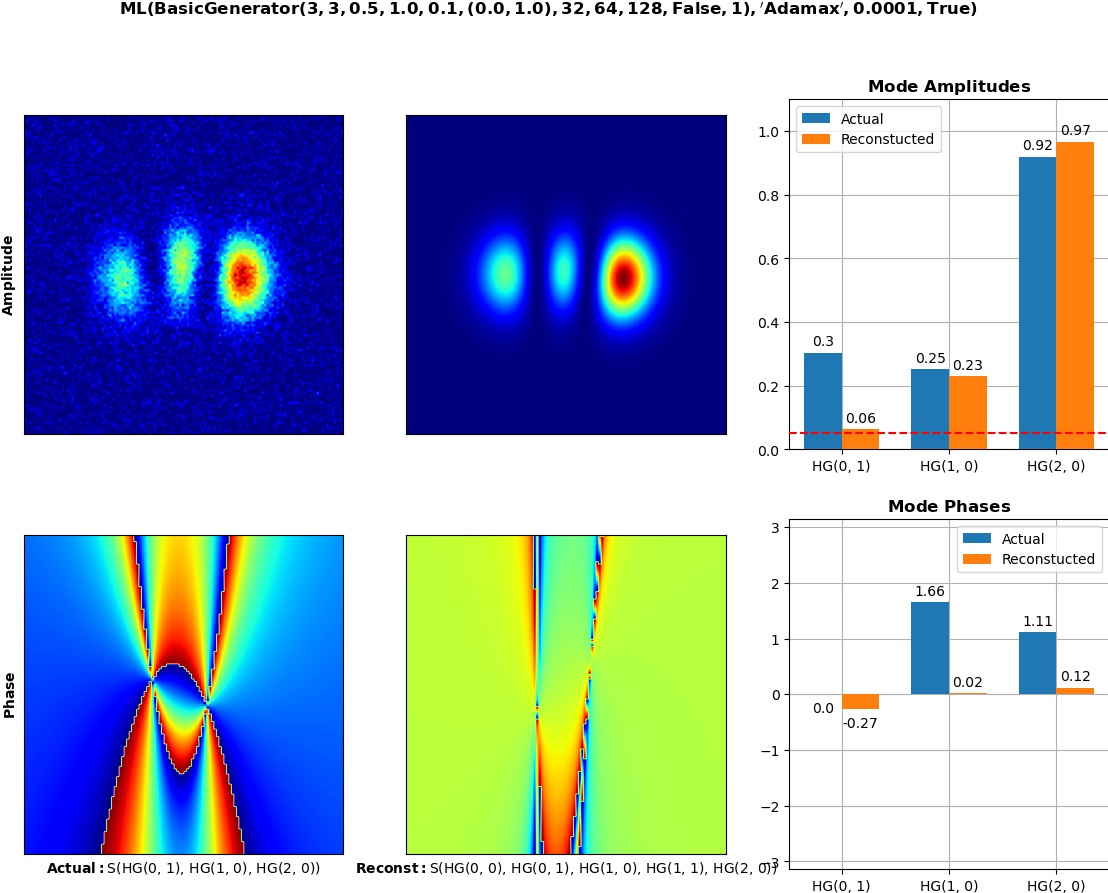 ML(BasicGenerator(3, 3, 0.5, 1.0, 0.1, (0.0, 1.0), 32, 64, 128, False, 1), ′Adamax′, 0.0001, True)
Amplitude
Mode Amplitudes
Actual
Reconstucted
1.0
0.8
0.6
0.4
0.2
0.0
0.3
0.06
0.25
0.23
0.92
0.97
HG(0, 1)
HG(1, 0)
HG(2, 0)
Phase
Actual: S(HG(0, 1), HG(1, 0), HG(2, 0))
Reconst: S(HG(0, 0), HG(0, 1), HG(1, 0), HG(1, 1), HG(2, 0))
Mode Phases
Actual
Reconstucted
3
2
1
0
−1
−2
−3
0.0
-0.27
1.66
0.02
1.11
0.12
HG(0, 1)
HG(1, 0)
HG(2, 0)